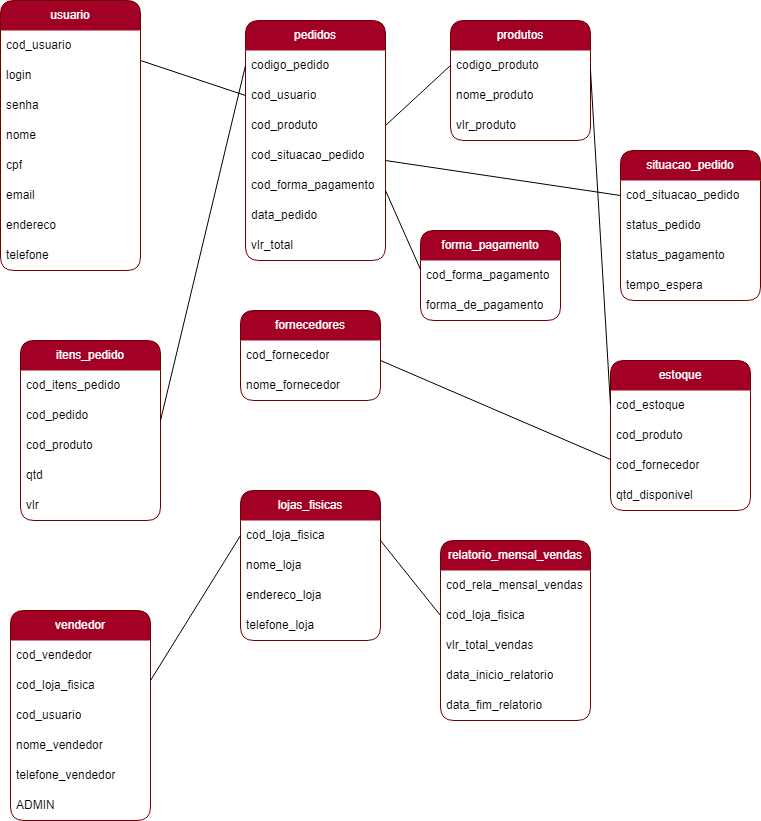 usuario
cod_usuario
login
senha
nome
cpf
email
endereco
telefone
pedidos
codigo_pedido
cod_usuario
cod_produto
cod_situacao_pedido
cod_forma_pagamento
data_pedido
vlr_total
produtos
codigo_produto
nome_produto
vlr_produto
situacao_pedido
cod_situacao_pedido
status_pedido
status_pagamento
tempo_espera
forma_pagamento
cod_forma_pagamento
forma_de_pagamento
fornecedores
cod_fornecedor
nome_fornecedor
itens_pedido
cod_itens_pedido
cod_pedido
cod_produto
qtd
vlr
estoque
cod_estoque
cod_produto
cod_fornecedor
qtd_disponivel
lojas_fisicas
cod_loja_fisica
nome_loja
endereco_loja
telefone_loja
relatorio_mensal_vendas
cod_rela_mensal_vendas
cod_loja_fisica
vlr_total_vendas
data_inicio_relatorio
data_fim_relatorio
vendedor
cod_vendedor
cod_loja_fisica
cod_usuario
nome_vendedor
telefone_vendedor
ADMIN